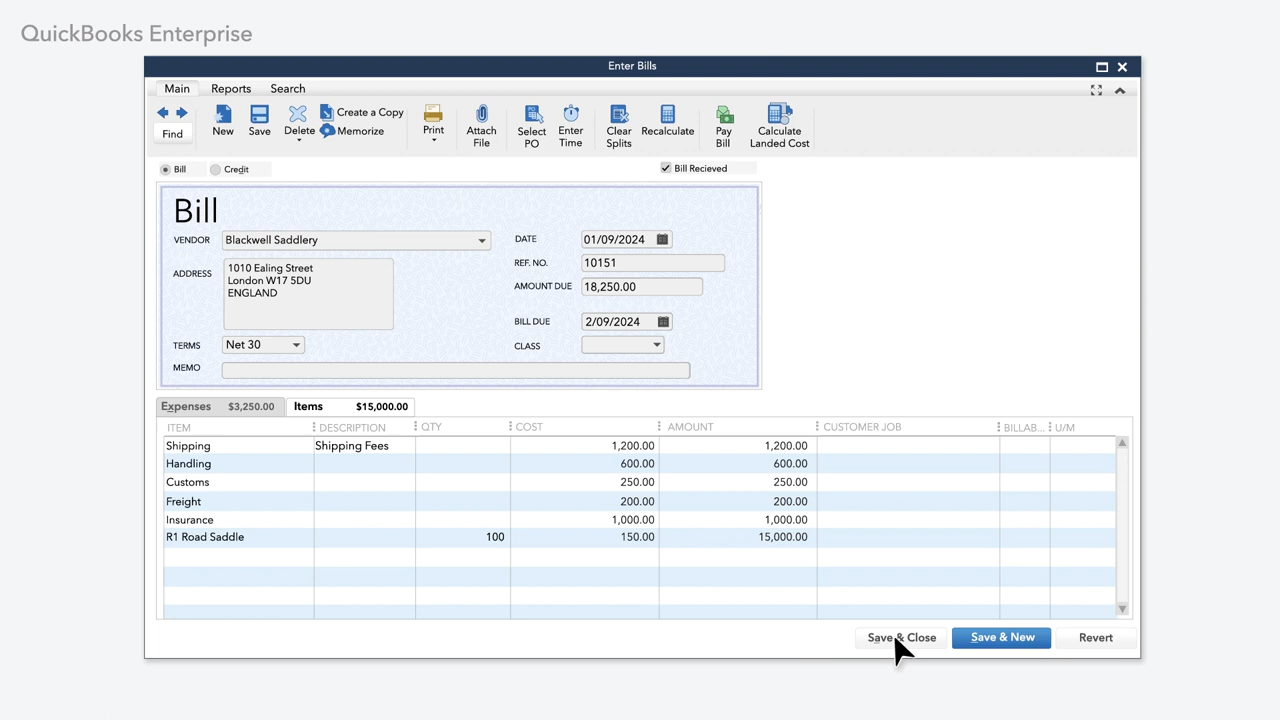 QuickBooks Enterprise
Enter Bills
Main Reports Search
Find New Save Delete Create a Copy Memorize Print Attach File Select PO Enter Time Clear Splits Recalculate Pay Bill Calculate Landed Cost
Bill Credit Bill Recieved
Bill
VENDOR Blackwell Saddlery DATE 01/09/2024
REF. NO. 10151
ADDRESS 1010 Ealing Street
London W17 5DU
ENGLAND
AMOUNT DUE 18,250.00
BILL DUE 2/09/2024
TERMS Net 30 CLASS
MEMO
Expenses $3,250.00 Items $15,000.00
ITEM DESCRIPTION QTY COST AMOUNT CUSTOMER JOB BILLAB... U/M
Shipping Shipping Fees 1,200.00 1,200.00
Handling 600.00 600.00
Customs 250.00 250.00
Freight 200.00 200.00
Insurance 1,000.00 1,000.00
R1 Road Saddle 100 150.00 15,000.00
Save & Close Save & New Revert